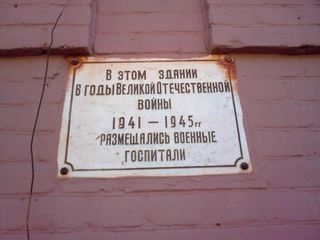 В ЭТОМ ЗДАНИИ
В ГОДЫ ВЕЛИКОЙ ОТЕЧЕСТВЕННОЙ
ВОЙНЫ
1941 — 1945 гг
РАЗМЕЩАЛИСЬ ВОЕННЫЕ
ГОСПИТАЛИ